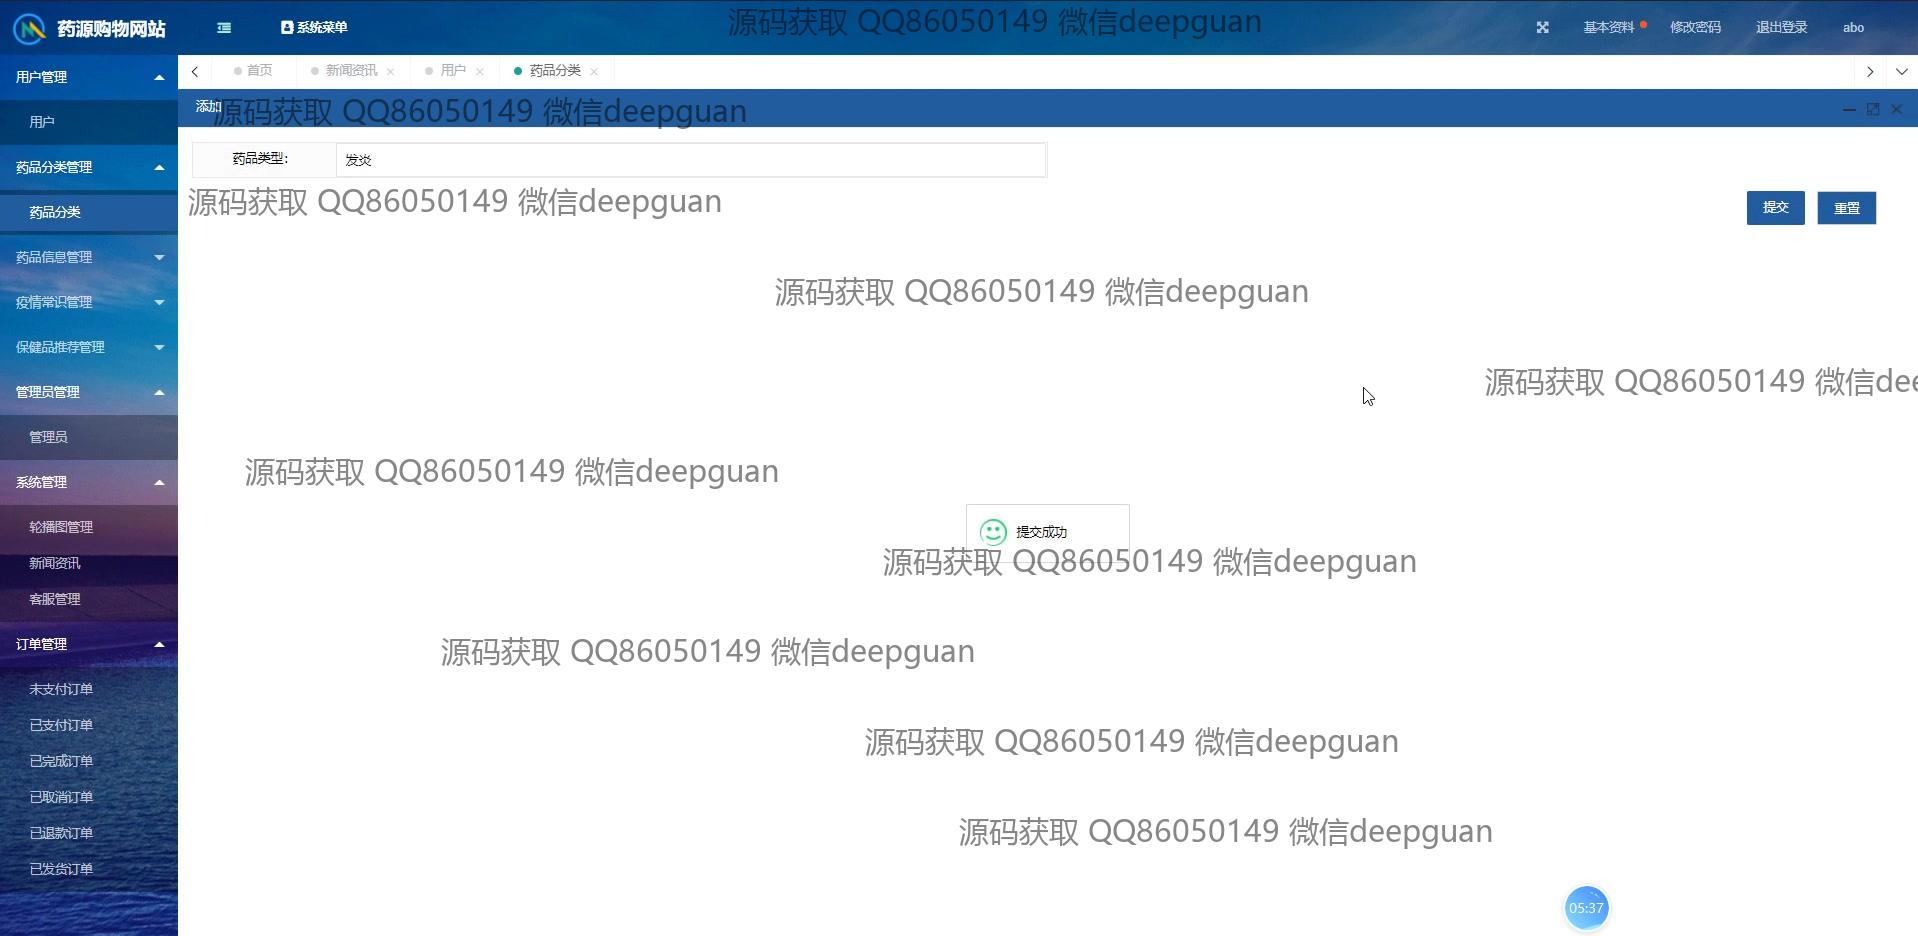 药源购物网站
系统菜单
源码获取 QQ86050149 微信deepguan
基本资料
修改密码
退出登录
abo
用户管理
首页
新闻资讯
用户
药品分类
添加
源码获取 QQ86050149 微信deepguan
用户
药品类型:
发炎
药品分类管理
源码获取 QQ86050149 微信deepguan
提交
重置
药品分类
药品信息管理
源码获取 QQ86050149 微信deepguan
疫情常识管理
保健品推荐管理
源码获取 QQ86050149 微信dee
管理员管理
管理员
源码获取 QQ86050149 微信deepguan
系统管理
轮播图管理
提交成功
源码获取 QQ86050149 微信deepguan
新闻资讯
客服管理
订单管理
源码获取 QQ86050149 微信deepguan
未支付订单
已支付订单
源码获取 QQ86050149 微信deepguan
已完成订单
已取消订单
已退款订单
源码获取 QQ86050149 微信deepguan
已发货订单
05:37